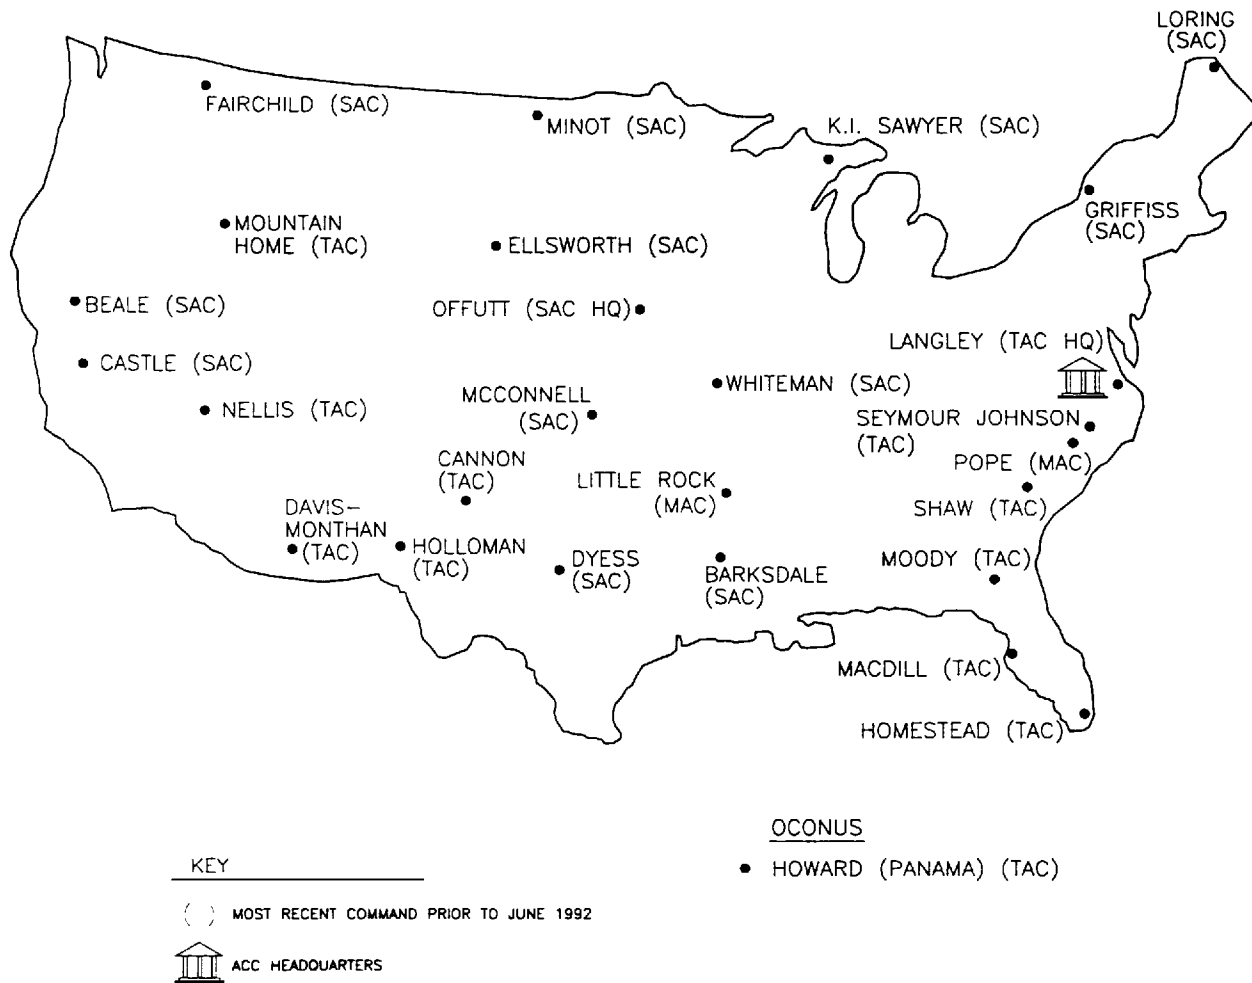 LORING
(SAC)
FAIRCHILD (SAC)
MINOT (SAC)
K.I. SAWYER (SAC)
GRIFFISS
(SAC)
MOUNTAIN
HOME (TAC)
ELLSWORTH (SAC)
BEALE (SAC)
OFFUTT (SAC HQ)
LANGLEY (TAC HQ)
CASTLE (SAC)
WHITEMAN (SAC)
NELLIS (TAC)
MCCONNELL
(SAC)
SEYMOUR JOHNSON
(TAC)
POPE (MAC)
CANNON
(TAC)
LITTLE ROCK
(MAC)
SHAW (TAC)
DAVIS-
MONTHAN
(TAC)
HOLLOMAN
(TAC)
DYESS
(SAC)
BARKSDALE
(SAC)
MOODY (TAC)
MACDILL (TAC)
HOMESTEAD (TAC)
OCONUS
HOWARD (PANAMA) (TAC)
KEY
( ) MOST RECENT COMMAND PRIOR TO JUNE 1992
ACC HEADQUARTERS